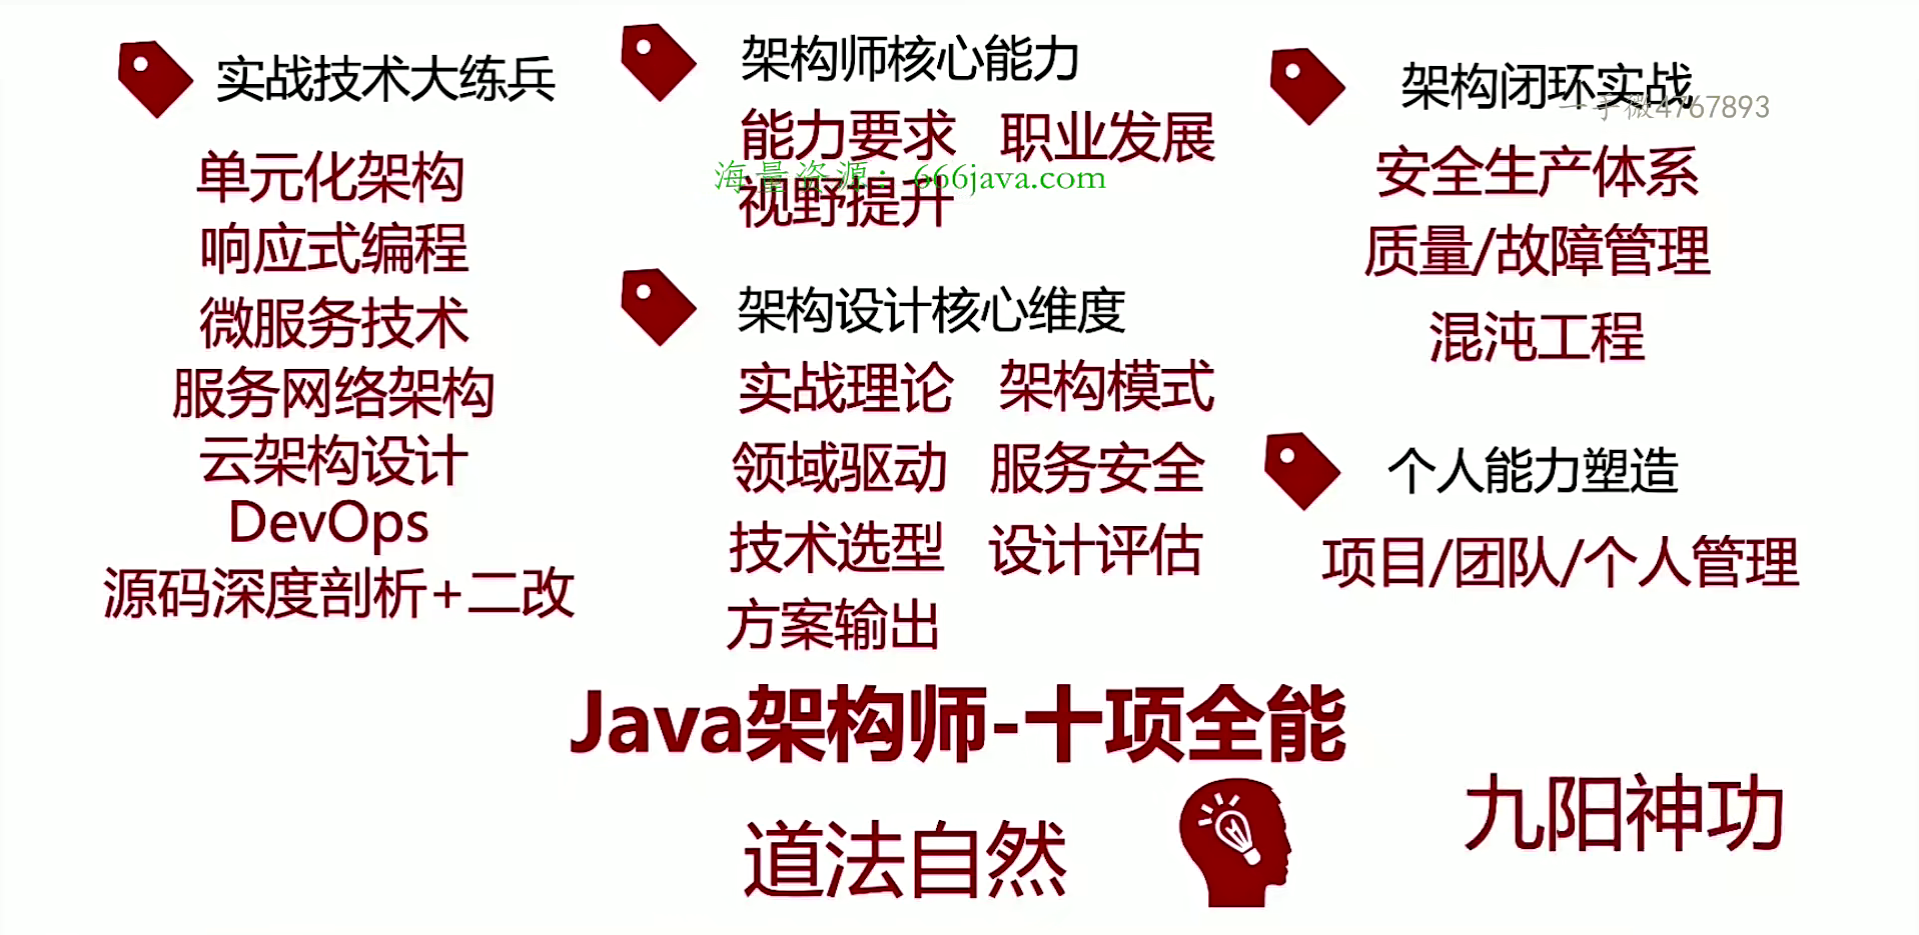 实战技术大练兵
单元化架构
响应式编程
微服务技术
服务网络架构
云架构设计
DevOps
源码深度剖析+二改
架构师核心能力
能力要求 职业发展
海量资源：666java.com
视野提升
架构设计核心维度
实战理论 架构模式
领域驱动 服务安全
技术选型 设计评估
方案输出
架构闭环实战
一手微4767893
安全生产体系
质量/故障管理
混沌工程
个人能力塑造
项目/团队/个人管理
Java架构师-十项全能
道法自然
九阳神功